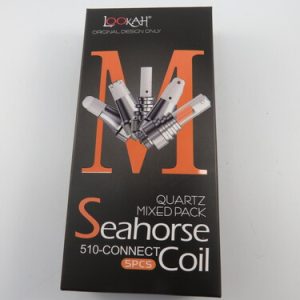 LOOKAH
ORIGINAL DESIGN ONLY
M
QUARTZ
MIXED PACK
Seahorse
510-CONNECT Coil
5PCS